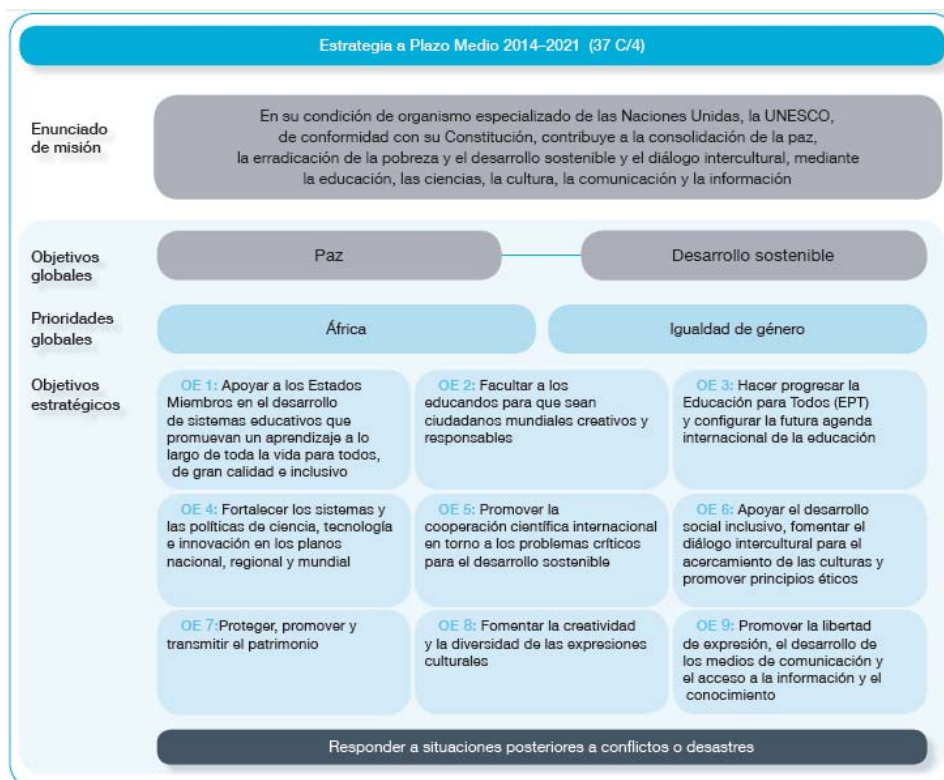 Estrategia a Plazo Medio 2014–2021 (37 C/4)
Enunciado
de misión
En su condición de organismo especializado de las Naciones Unidas, la UNESCO,
de conformidad con su Constitución, contribuye a la consolidación de la paz,
la erradicación de la pobreza y el desarrollo sostenible y el diálogo intercultural, mediante
la educación, las ciencias, la cultura, la comunicación y la información
Objetivos
globales
Paz
Desarrollo sostenible
Prioridades
globales
África
Igualdad de género
Objetivos
estratégicos
OE 1: Apoyar a los Estados
Miembros en el desarrollo
de sistemas educativos que
promuevan un aprendizaje a lo
largo de toda la vida para todos,
de gran calidad e inclusivo
OE 2: Facultar a los
educandos para que sean
ciudadanos mundiales creativos y
responsables
OE 3: Hacer progresar la
Educación para Todos (EPT)
y configurar la futura agenda
internacional de la educación
OE 4: Fortalecer los sistemas y
las políticas de ciencia, tecnología
e innovación en los planos
nacional, regional y mundial
OE 5: Promover la
cooperación científica internacional
en torno a los problemas críticos
para el desarrollo sostenible
OE 6: Apoyar el desarrollo
social inclusivo, fomentar el
diálogo intercultural para el
acercamiento de las culturas y
promover principios éticos
OE 7:Proteger, promover y
transmitir el patrimonio
OE 8: Fomentar la creatividad
y la diversidad de las expresiones
culturales
OE 9: Promover la libertad
de expresión, el desarrollo de
los medios de comunicación y
el acceso a la información y el
conocimiento
Responder a situaciones posteriores a conflictos o desastres